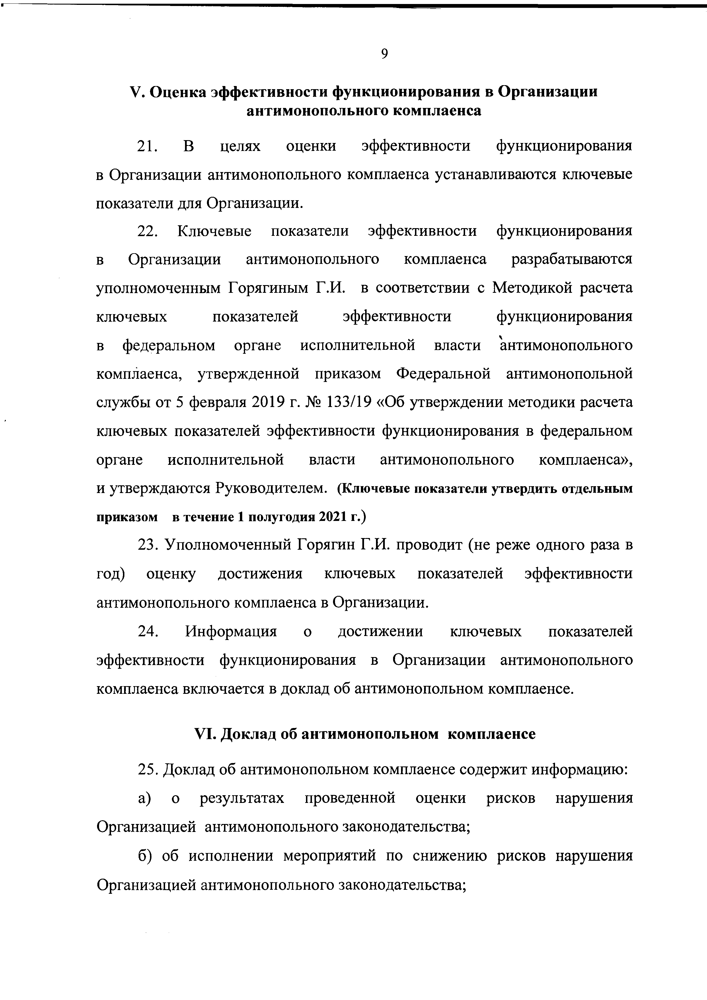 9
V. Оценка эффективности функционирования в Организации
антимонопольного комплаенса
21. В целях оценки эффективности функционирования
в Организации антимонопольного комплаенса устанавливаются ключевые
показатели для Организации.
22. Ключевые показатели эффективности функционирования
в Организации антимонопольного комплаенса разрабатываются
уполномоченным Горягиным Г.И. в соответствии с Методикой расчета
ключевых показателей эффективности функционирования
в федеральном органе исполнительной власти антимонопольного
комплаенса, утвержденной приказом Федеральной антимонопольной
службы от 5 февраля 2019 г. № 133/19 «Об утверждении методики расчета
ключевых показателей эффективности функционирования в федеральном
органе исполнительной власти антимонопольного комплаенса»,
и утверждаются Руководителем. (Ключевые показатели утвердить отдельным
приказом в течение 1 полугодия 2021 г.)
23. Уполномоченный Горягин Г.И. проводит (не реже одного раза в
год) оценку достижения ключевых показателей эффективности
антимонопольного комплаенса в Организации.
24. Информация о достижении ключевых показателей
эффективности функционирования в Организации антимонопольного
комплаенса включается в доклад об антимонопольном комплаенсе.
VI. Доклад об антимонопольном комплаенсе
25. Доклад об антимонопольном комплаенсе содержит информацию:
а) о результатах проведенной оценки рисков нарушения
Организацией антимонопольного законодательства;
б) об исполнении мероприятий по снижению рисков нарушения
Организацией антимонопольного законодательства;